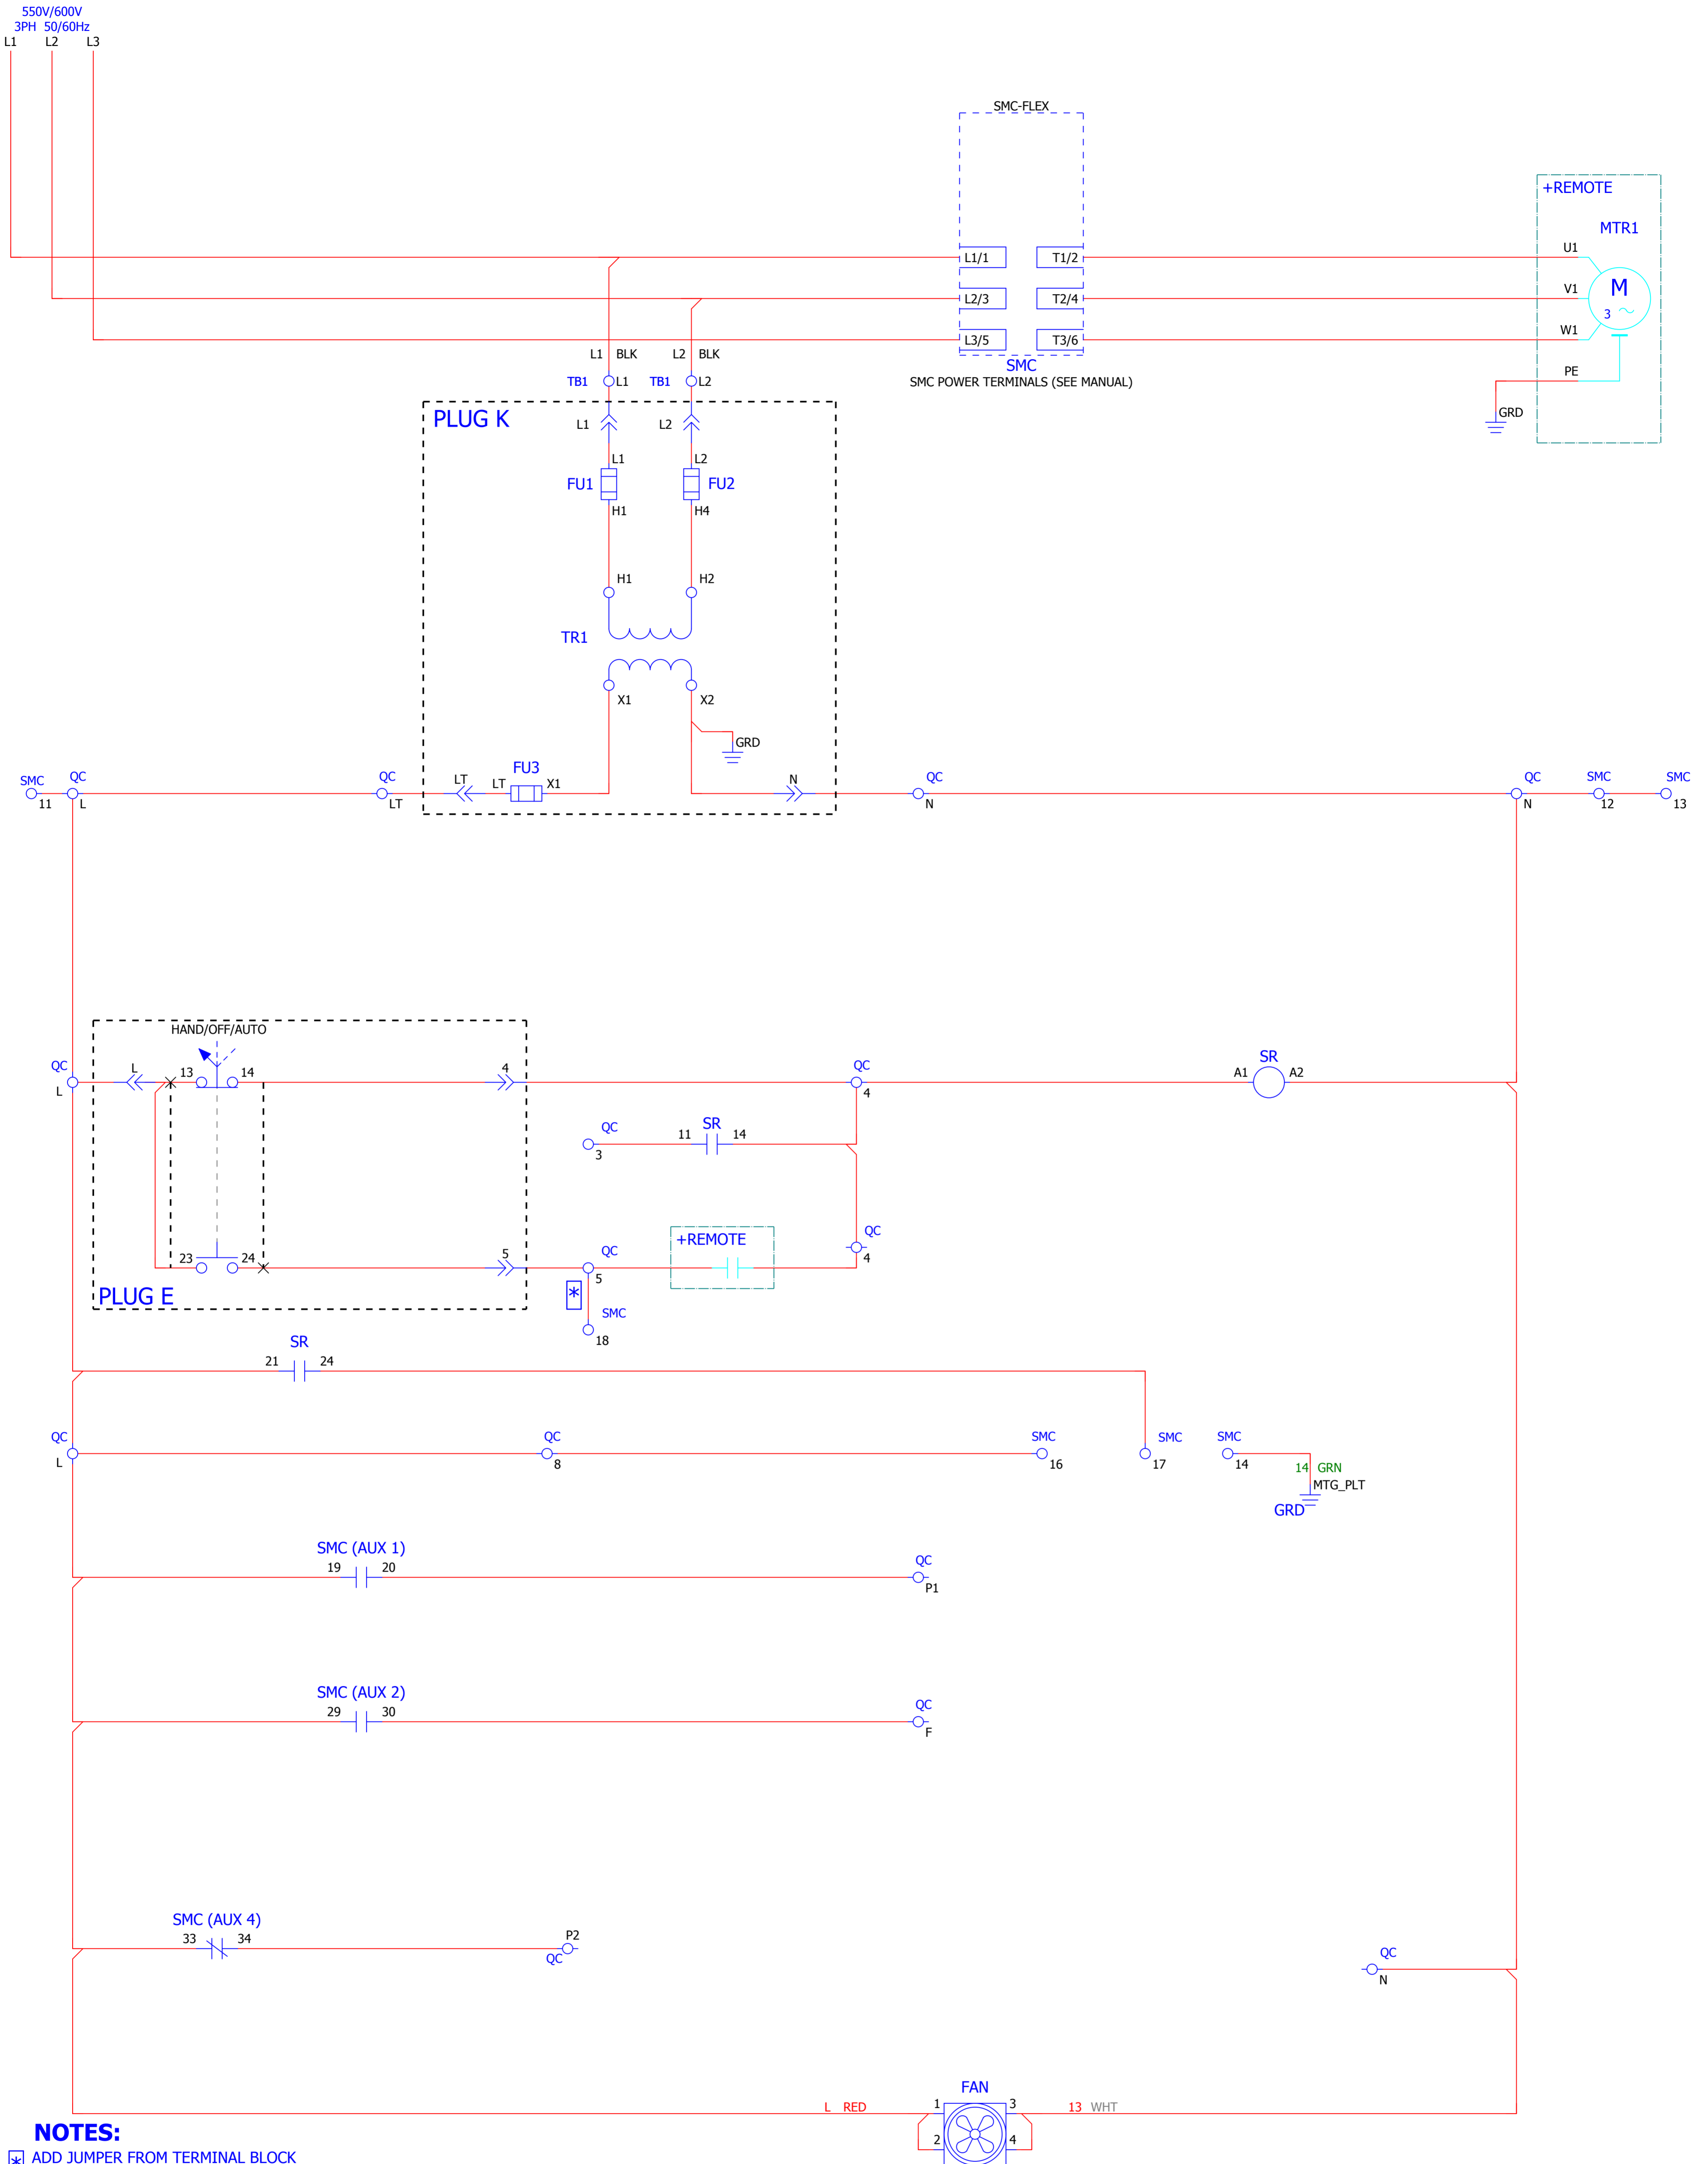 550V/600V
3PH 50/60Hz
L1 L2 L3
SMC-FLEX
+REMOTE
MTR1
U1
L1/1 T1/2
M
3
V1
L2/3 T2/4
W1
L3/5 T3/6
L1 BLK L2 BLK
SMC
PE
TB1 L1 TB1 L2
SMC POWER TERMINALS (SEE MANUAL)
GRD
PLUG K
L1 L2
L1 L2
FU1 FU2
H1 H4
H1 H2
TR1
X1 X2
GRD
FU3
SMC QC QC LT LT X1 N QC QC SMC SMC
11 L LT N N 12 13
HAND/OFF/AUTO
QC L 13 14 4 QC SR
A1 A2
L 4
QC SR
11 14
3
QC
+REMOTE
23 24 5 QC 4
5
PLUG E
*
SMC
18
SR
21 24
QC QC SMC SMC SMC
L 8 16 17 14
14 GRN
MTG_PLT
GRD
SMC (AUX 1)
19 20 QC
P1
SMC (AUX 2)
29 30 QC
F
SMC (AUX 4)
33 34 P2
QC
QC
N
FAN
L RED 1 3 13 WHT
2 4
NOTES:
* ADD JUMPER FROM TERMINAL BLOCK